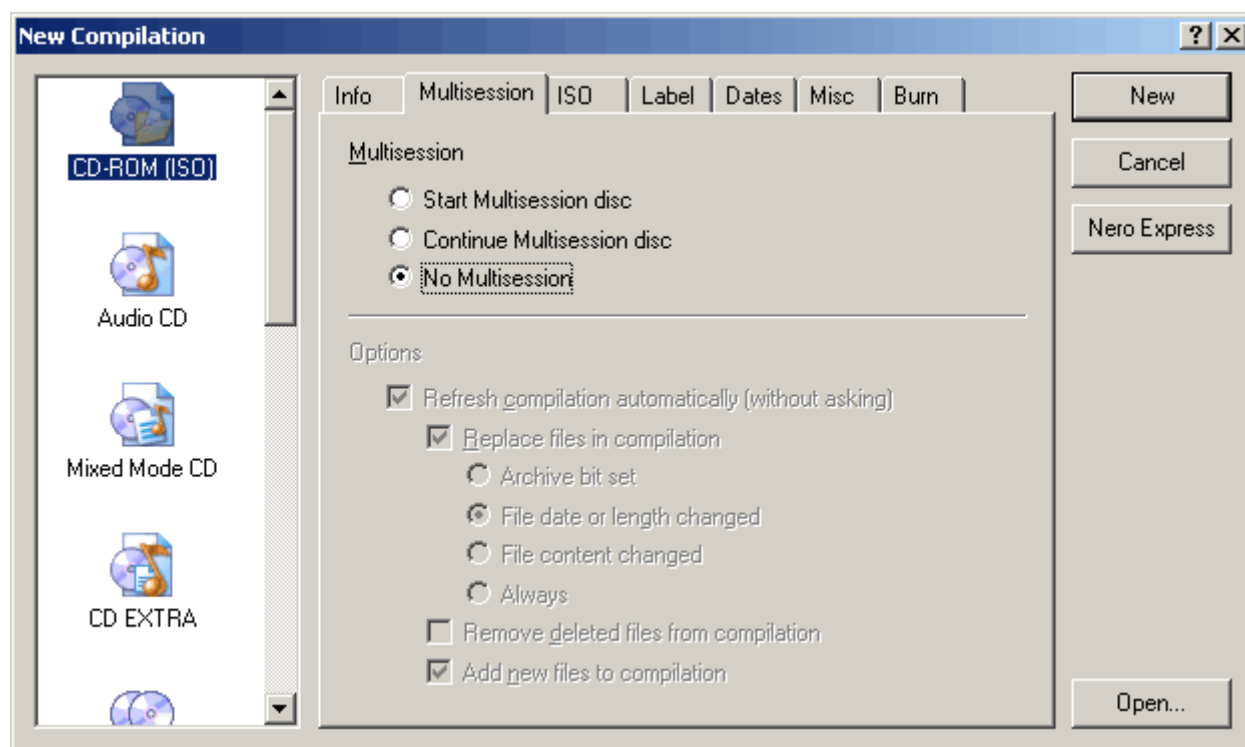 New Compilation
CD-ROM (ISO)
Audio CD
Mixed Mode CD
CD EXTRA
Info Multisession ISO Label Dates Misc Burn
Multisession
Start Multisession disc
Continue Multisession disc
No Multisession
Options
Refresh compilation automatically (without asking)
Replace files in compilation
Archive bit set
File date or length changed
File content changed
Always
Remove deleted files from compilation
Add new files to compilation
New
Cancel
Nero Express
Open...